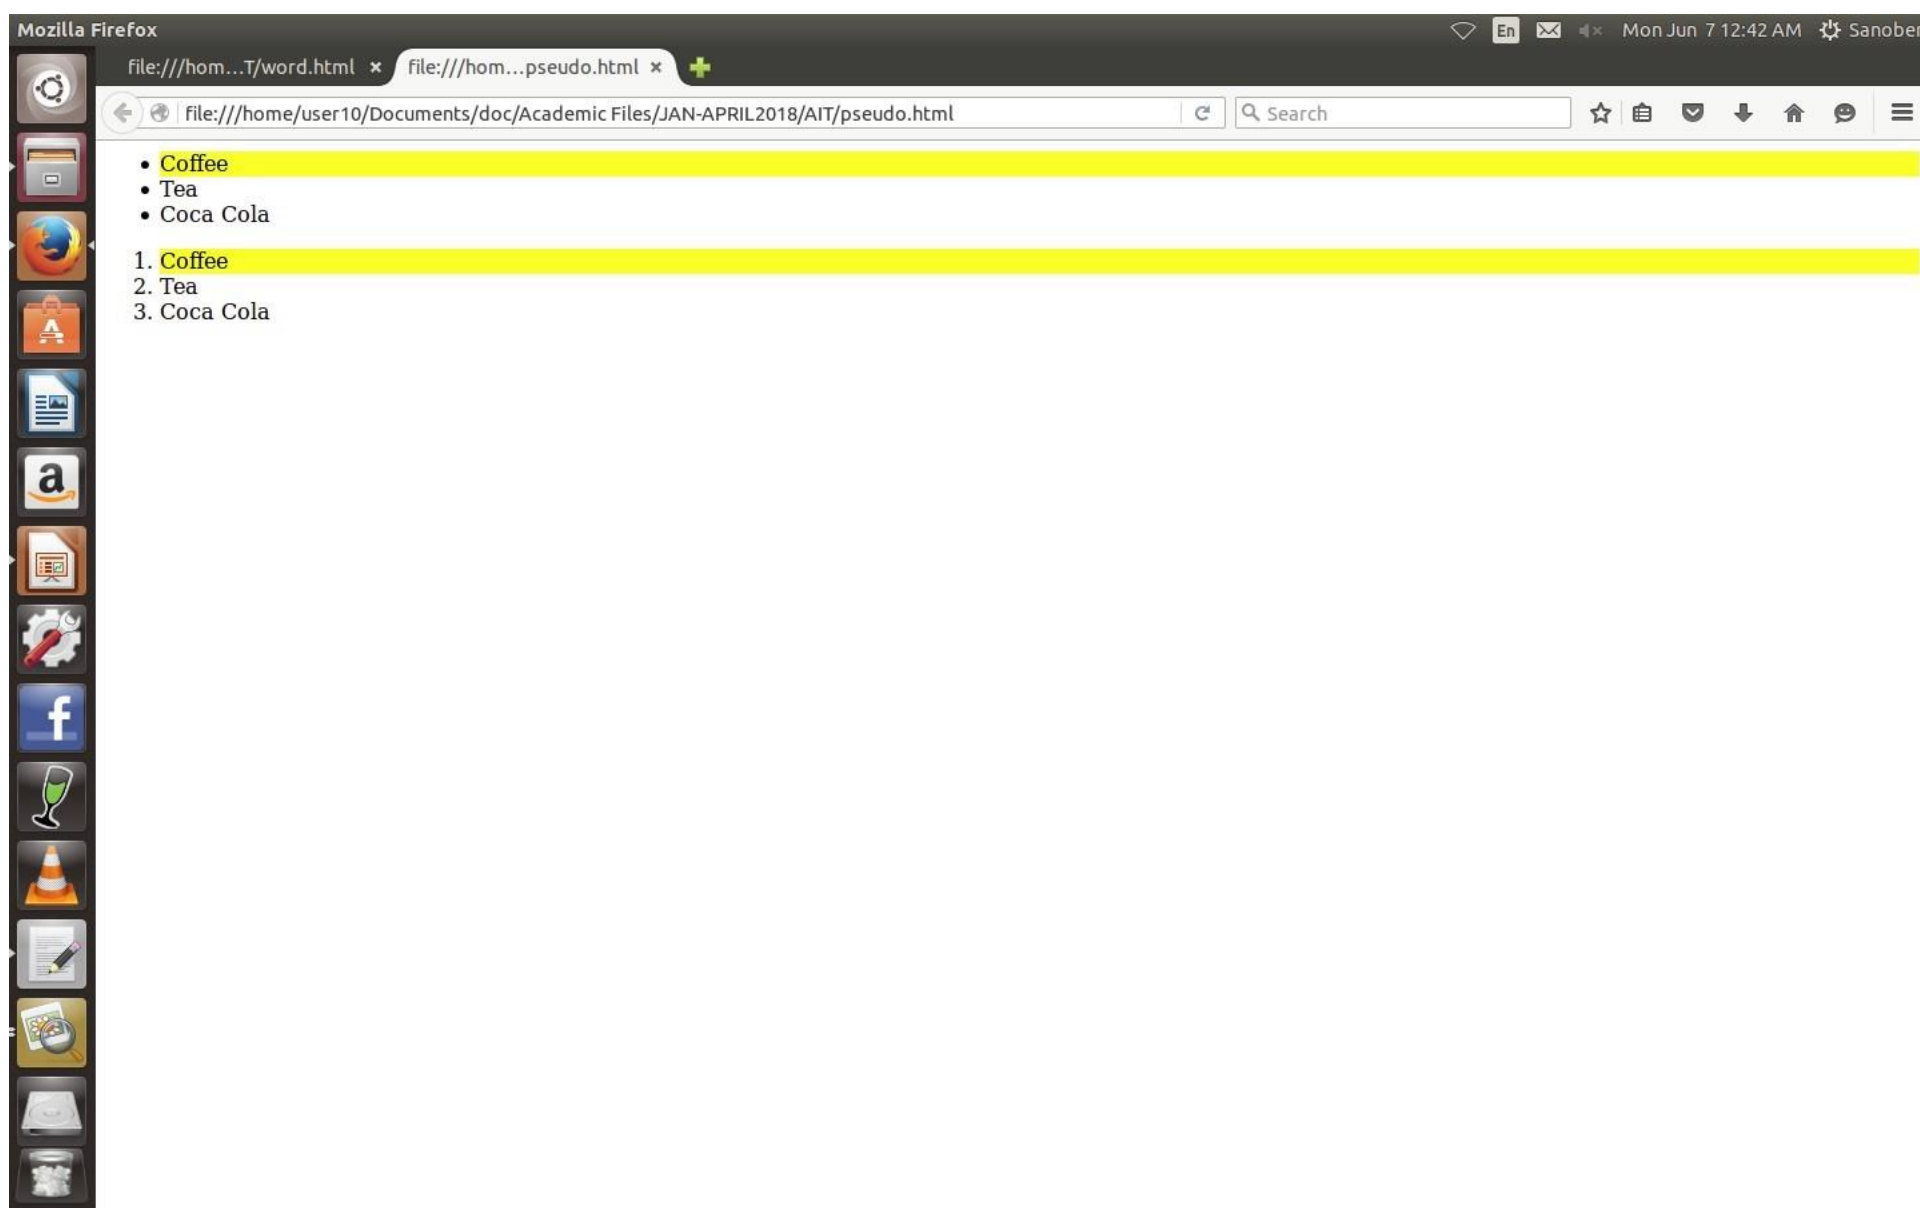 Mozilla Firefox
En
Mon Jun 7 12:42 AM
Sanober
file:///hom...T/word.html
file:///hom...pseudo.html
file:///home/user10/Documents/doc/Academic Files/JAN-APRIL2018/AIT/pseudo.html
Search
• Coffee
• Tea
• Coca Cola
1. Coffee
2. Tea
3. Coca Cola
A
a
f